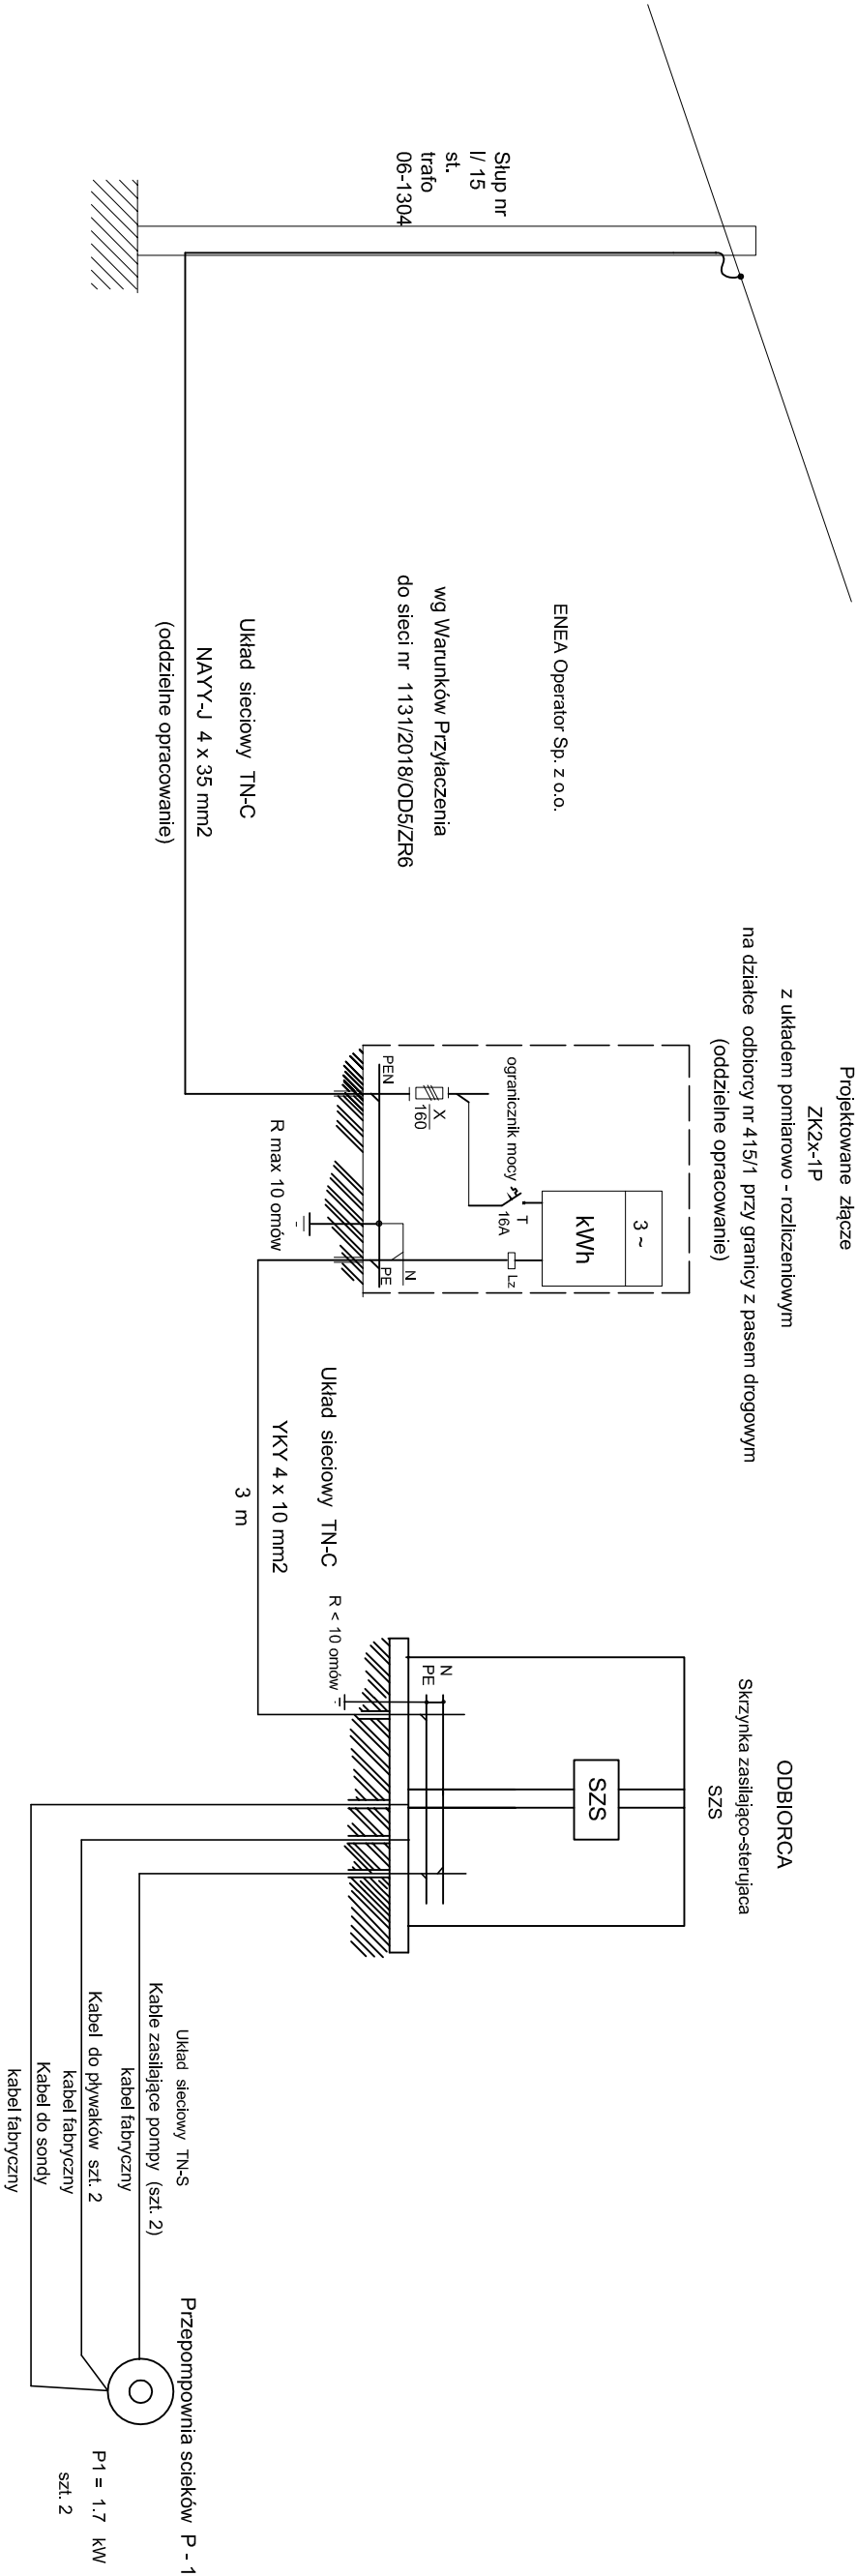 Słup nr
I/ 15
st.
trafo
06-1304
ENEA Operator Sp. z o.o.
wg Warunków Przyłaczenia
do sieci nr 1131/2018/OD5/ZR6
Układ sieciowy TN-C
NAYY-J 4 x 35 mm2
(oddzielne opracowanie)
Projektowane złącze
ZK2x-1P
z układem pomiarowo - rozliczeniowym
na działce odbiorcy nr 415/1 przy granicy z pasem drogowym
(oddzielne opracowanie)
3 ~
kWh
ogranicznik mocy
T
16A
Lz
X
160
PEN
N
PE
R max 10 omów
Układ sieciowy TN-C
YKY 4 x 10 mm2
3 m
ODBIORCA
Skrzynka zasilająco-sterujaca
SZS
SZS
N
PE
R < 10 omów
Układ sieciowy TN-S
Kable zasilające pompy (szt. 2)
kabel fabryczny
Kabel do pływaków szt. 2
kabel fabryczny
Kabel do sondy
kabel fabryczny
Przepompownia scieków P - 1
P1 = 1.7 kW
szt. 2